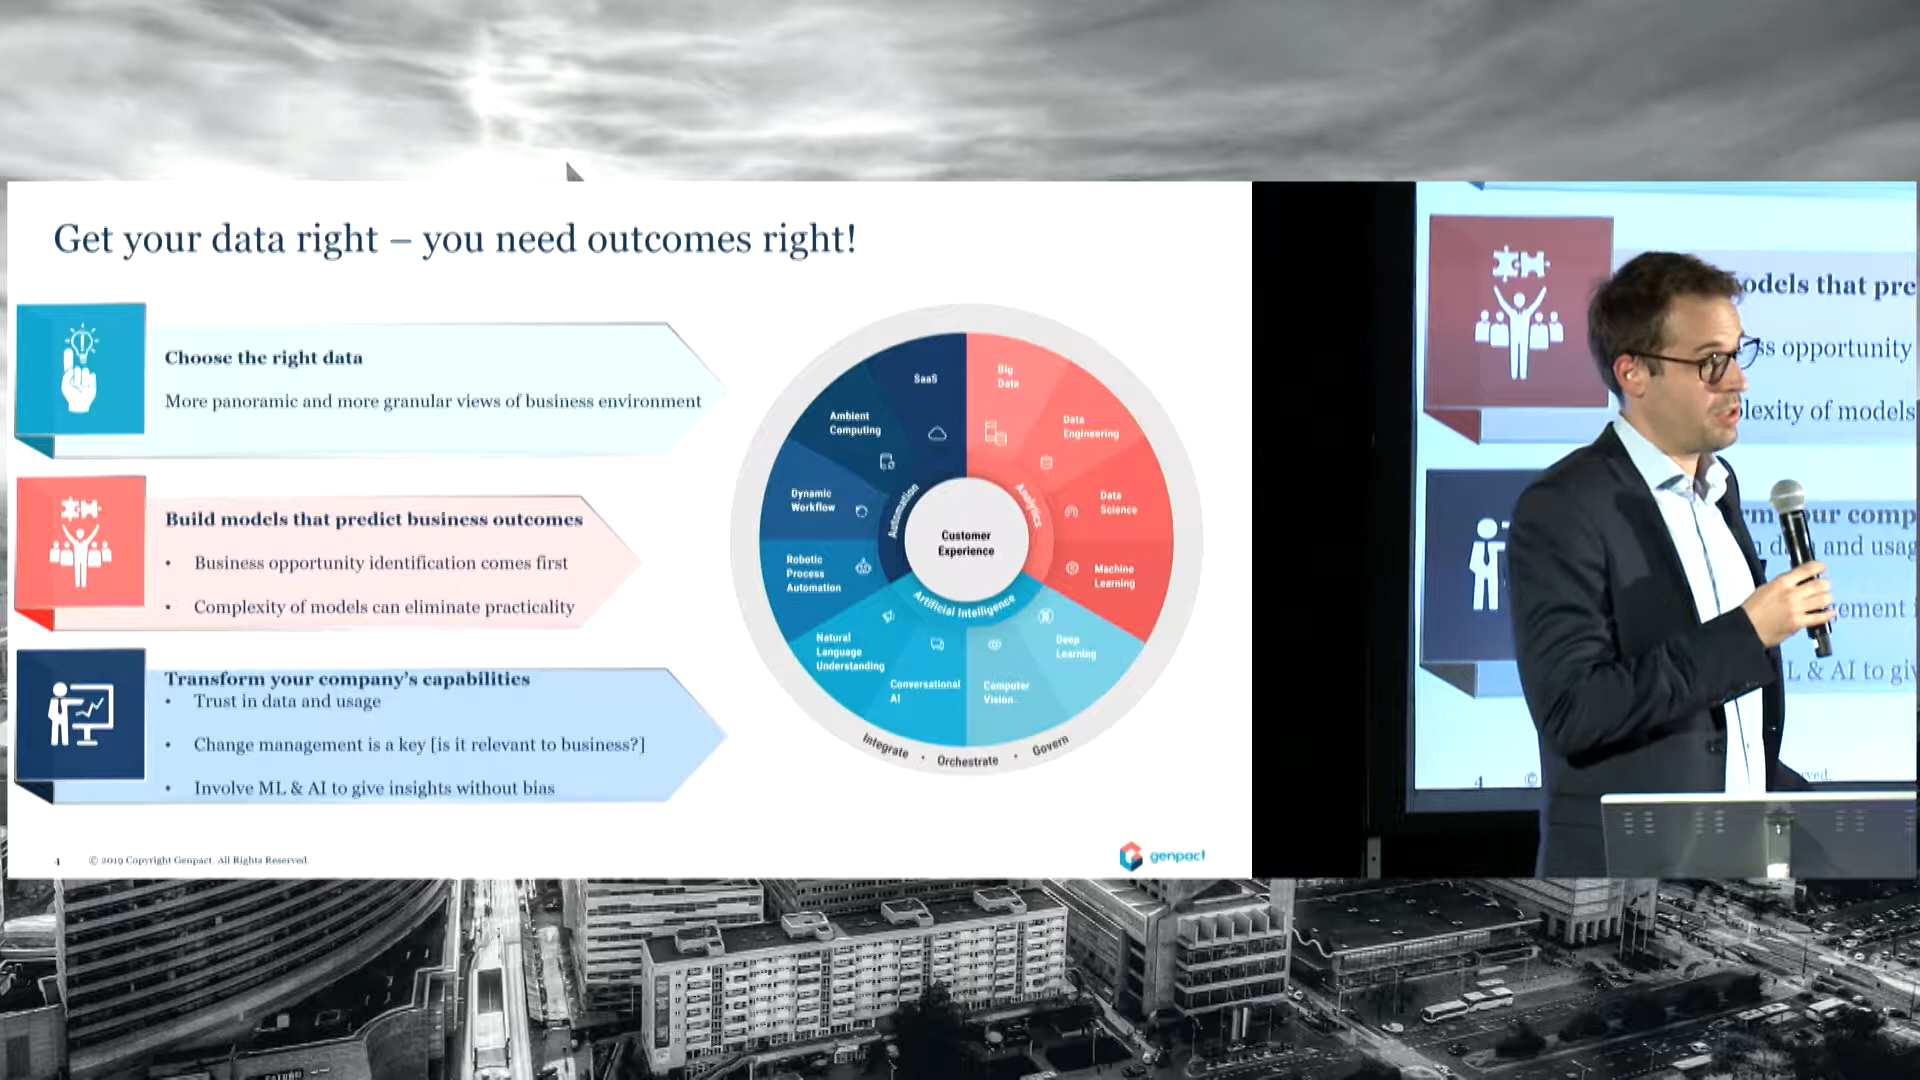 Get your data right – you need outcomes right!
Choose the right data
More panoramic and more granular views of business environment
Build models that predict business outcomes
• Business opportunity identification comes first
• Complexity of models can eliminate practicality
Transform your company's capabilities
• Trust in data and usage
• Change management is a key [is it relevant to business?]
• Involve ML & AI to give insights without bias
SaaS
Big
Data
Ambient
Computing
Data
Engineering
Dynamic
Workflow
Automation
Analytics
Data
Science
Customer
Experience
Robotic
Process
Automation
Machine
Learning
Artificial Intelligence
Natural
Language
Understanding
Deep
Learning
Conversational
AI
Computer
Vision
Integrate • Orchestrate • Govern
4 © 2019 Copyright Genpact. All Rights Reserved.
genpact
odels that pre
ss opportunity
lexity of models
rm your comp
and usag
ement
L & AI to giv
4 ©